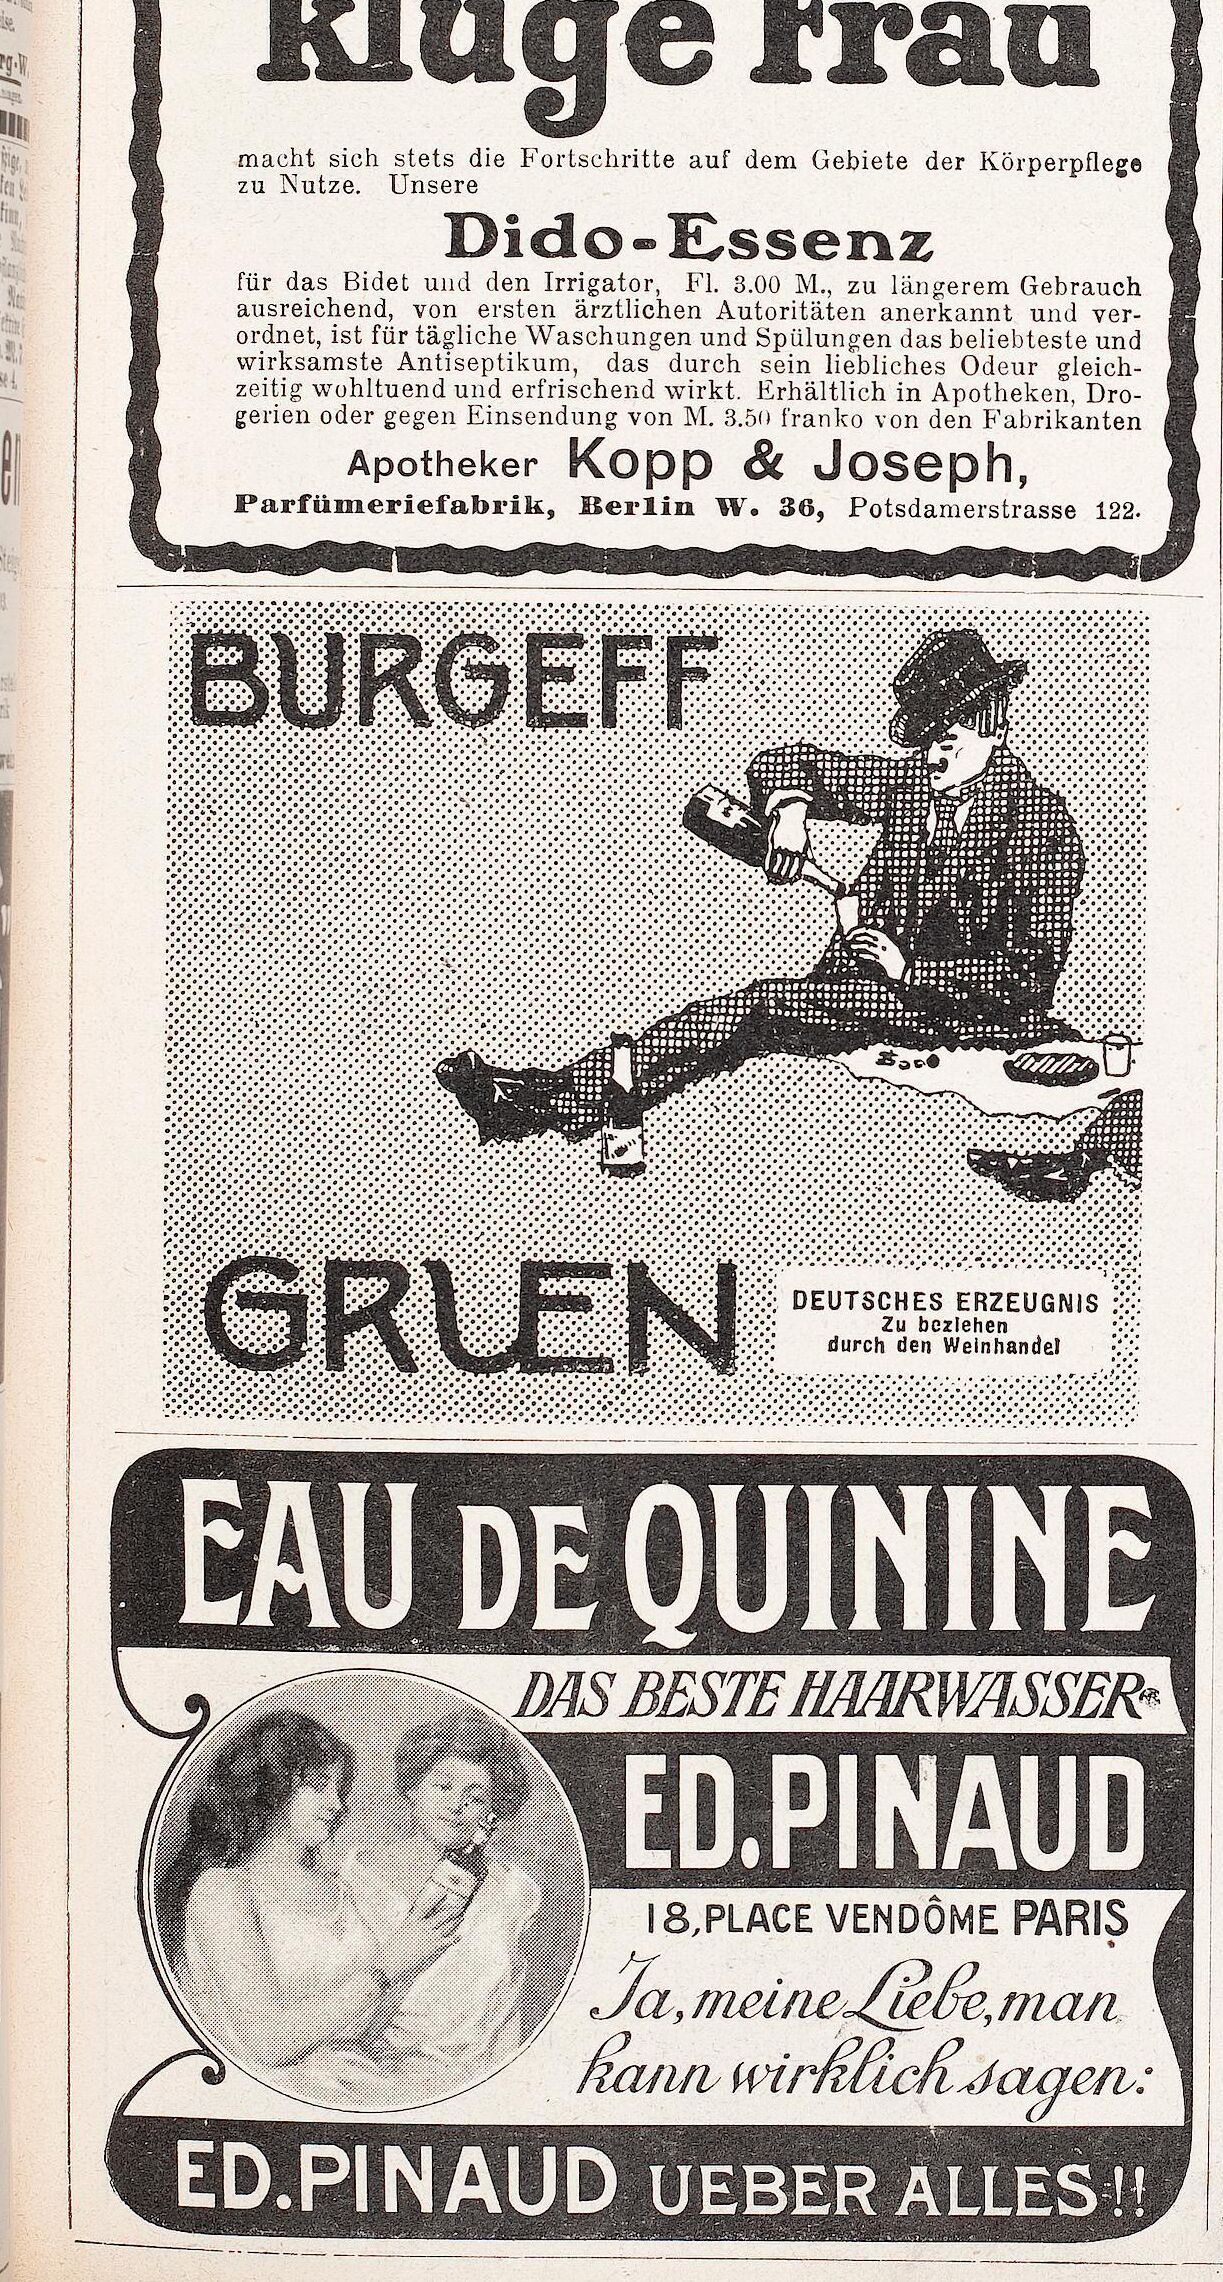 kluge Frau
macht sich stets die Fortschritte auf dem Gebiete der Körperpflege
zu Nutze. Unsere
Dido-Essenz
für das Bidet und den Irrigator, Fl. 3.00 M., zu längerem Gebrauch
ausreichend, von ersten ärztlichen Autoritäten anerkannt und ver-
ordnet, ist für tägliche Waschungen und Spülungen das beliebteste und
wirksamste Antiseptikum, das durch sein liebliches Odeur gleich-
zeitig wohltuend und erfrischend wirkt. Erhältlich in Apotheken, Dro-
gerien oder gegen Einsendung von M. 3.50 franko von den Fabrikanten
Apotheker Kopp & Joseph,
Parfümeriefabrik, Berlin W. 36, Potsdamerstrasse 122.
BURGEFF
GRUEN
DEUTSCHES ERZEUGNIS
Zu beziehen
durch den Weinhandel
EAU DE QUININE
DAS BESTE HAARWASSER
ED. PINAUD
18, PLACE VENDÔME PARIS
Ja, meine Liebe, man
kann wirklich sagen:
ED. PINAUD UEBER ALLES!!